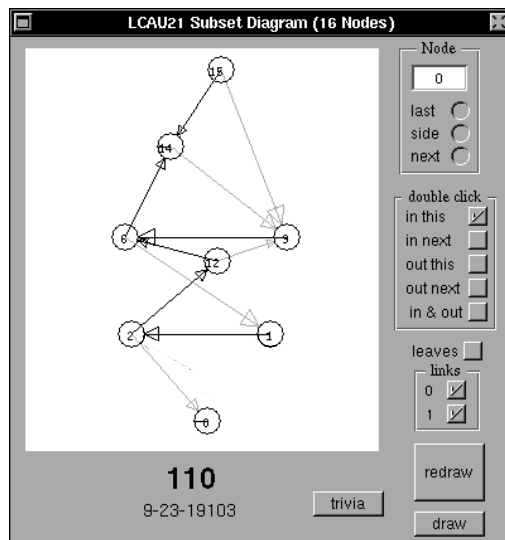 LCAU21 Subset Diagram (16 Nodes)
Node
0
last
side
next
double click
in this
in next
out this
out next
in & out
leaves
links
0
1
redraw
draw
15
14
6
9
12
2
1
0
110
9-23-19103
trivia